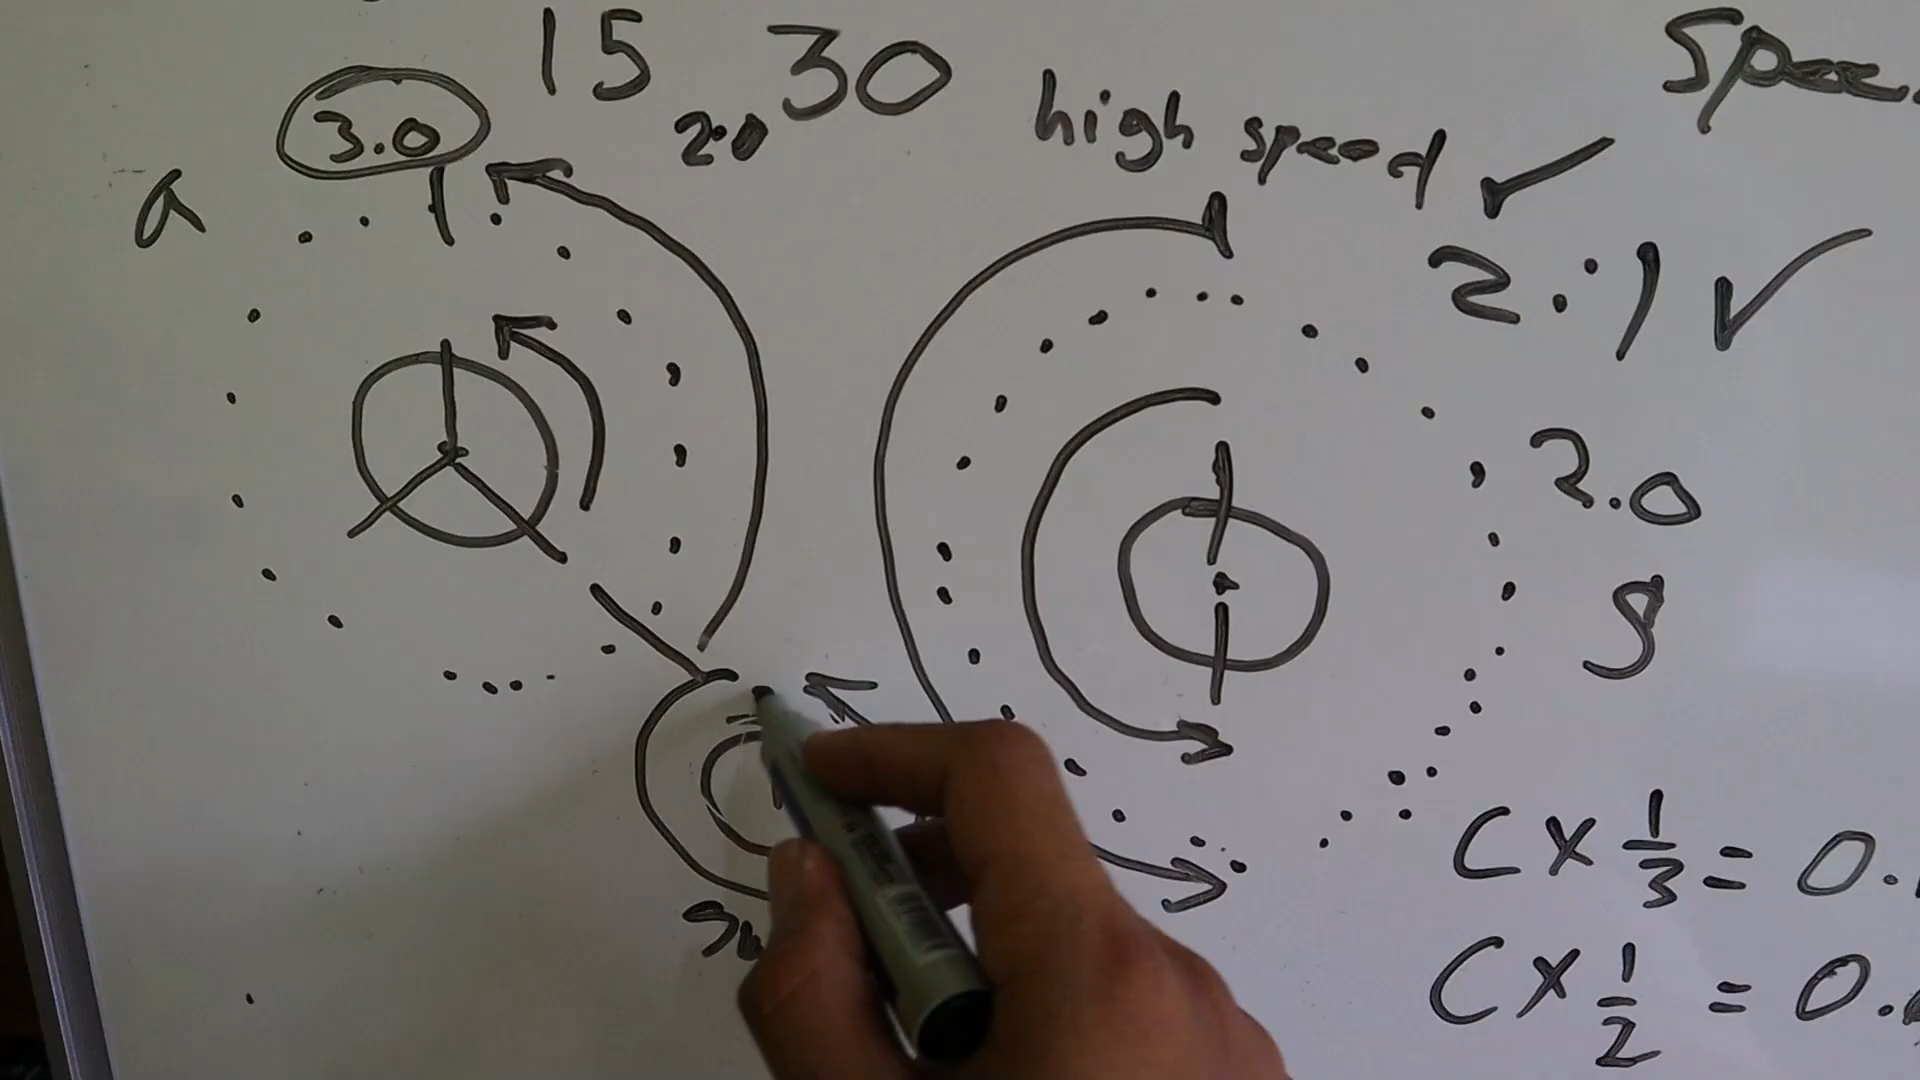 15 30 Spee
3.0 2.0 high speed ✓
a
2:1 ✓
2.0
C × 1/3 = 0.
C × 1/2 = 0.